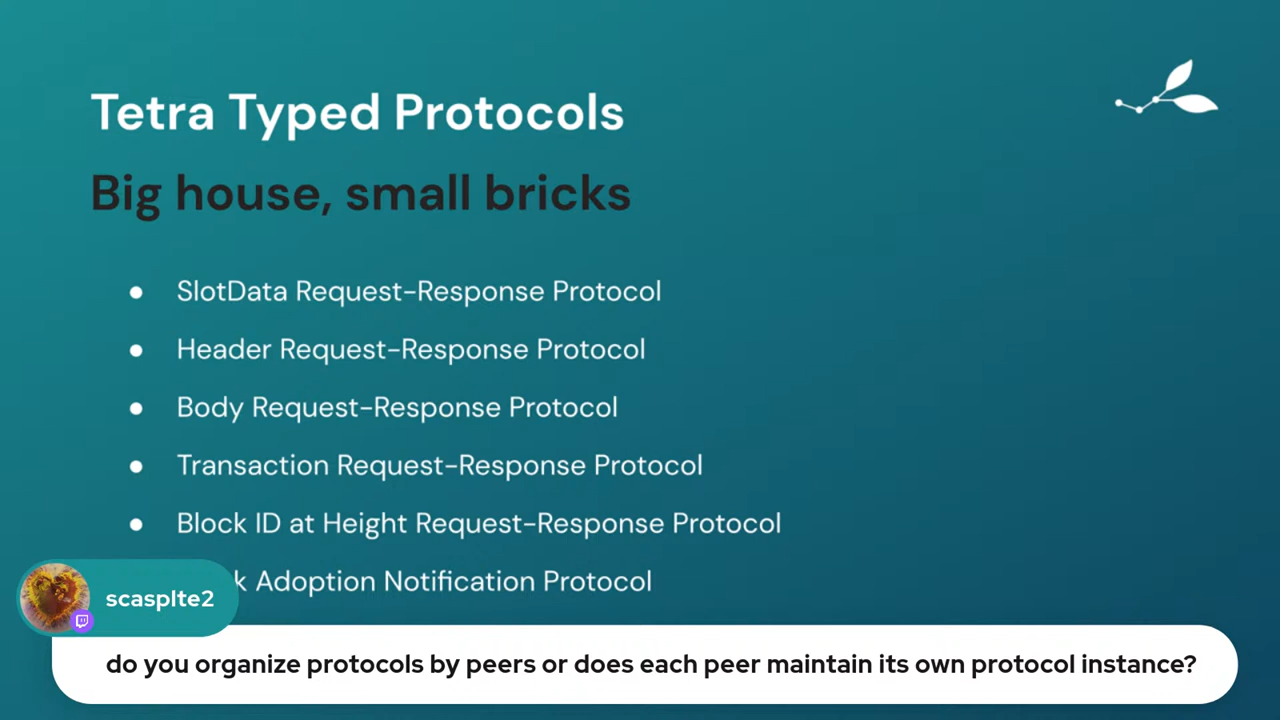 Tetra Typed Protocols
Big house, small bricks
● SlotData Request-Response Protocol
● Header Request-Response Protocol
● Body Request-Response Protocol
● Transaction Request-Response Protocol
● Block ID at Height Request-Response Protocol
k Adoption Notification Protocol
scasplte2
do you organize protocols by peers or does each peer maintain its own protocol instance?